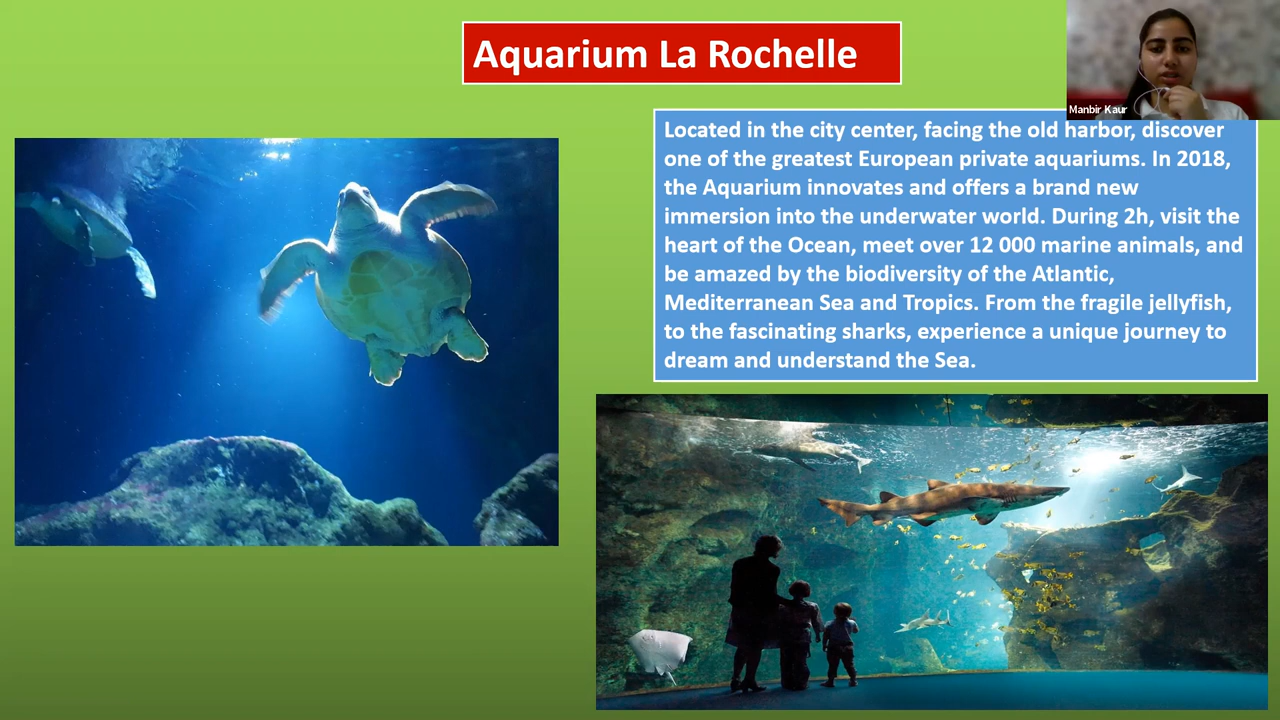 Aquarium La Rochelle
Manbir Kaur
Located in the city center, facing the old harbor, discover
one of the greatest European private aquariums. In 2018,
the Aquarium innovates and offers a brand new
immersion into the underwater world. During 2h, visit the
heart of the Ocean, meet over 12 000 marine animals, and
be amazed by the biodiversity of the Atlantic,
Mediterranean Sea and Tropics. From the fragile jellyfish,
to the fascinating sharks, experience a unique journey to
dream and understand the Sea.